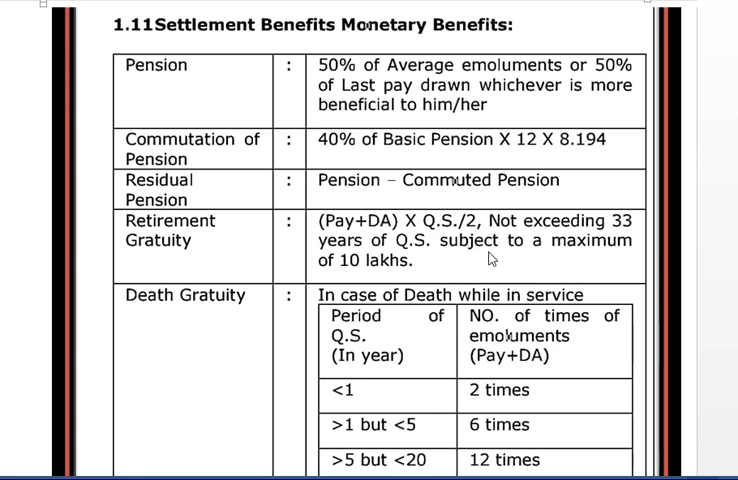 1.11Settlement Benefits Monetary Benefits:
Pension : 50% of Average emoluments or 50%
of Last pay drawn whichever is more
beneficial to him/her
Commutation of : 40% of Basic Pension X 12 X 8.194
Pension
Residual : Pension – Commuted Pension
Pension
Retirement : (Pay+DA) X Q.S./2, Not exceeding 33
Gratuity years of Q.S. subject to a maximum
of 10 lakhs.
Death Gratuity : In case of Death while in service
Period of NO. of times of
Q.S. emoluments
(In year) (Pay+DA)
<1 2 times
>1 but <5 6 times
>5 but <20 12 times